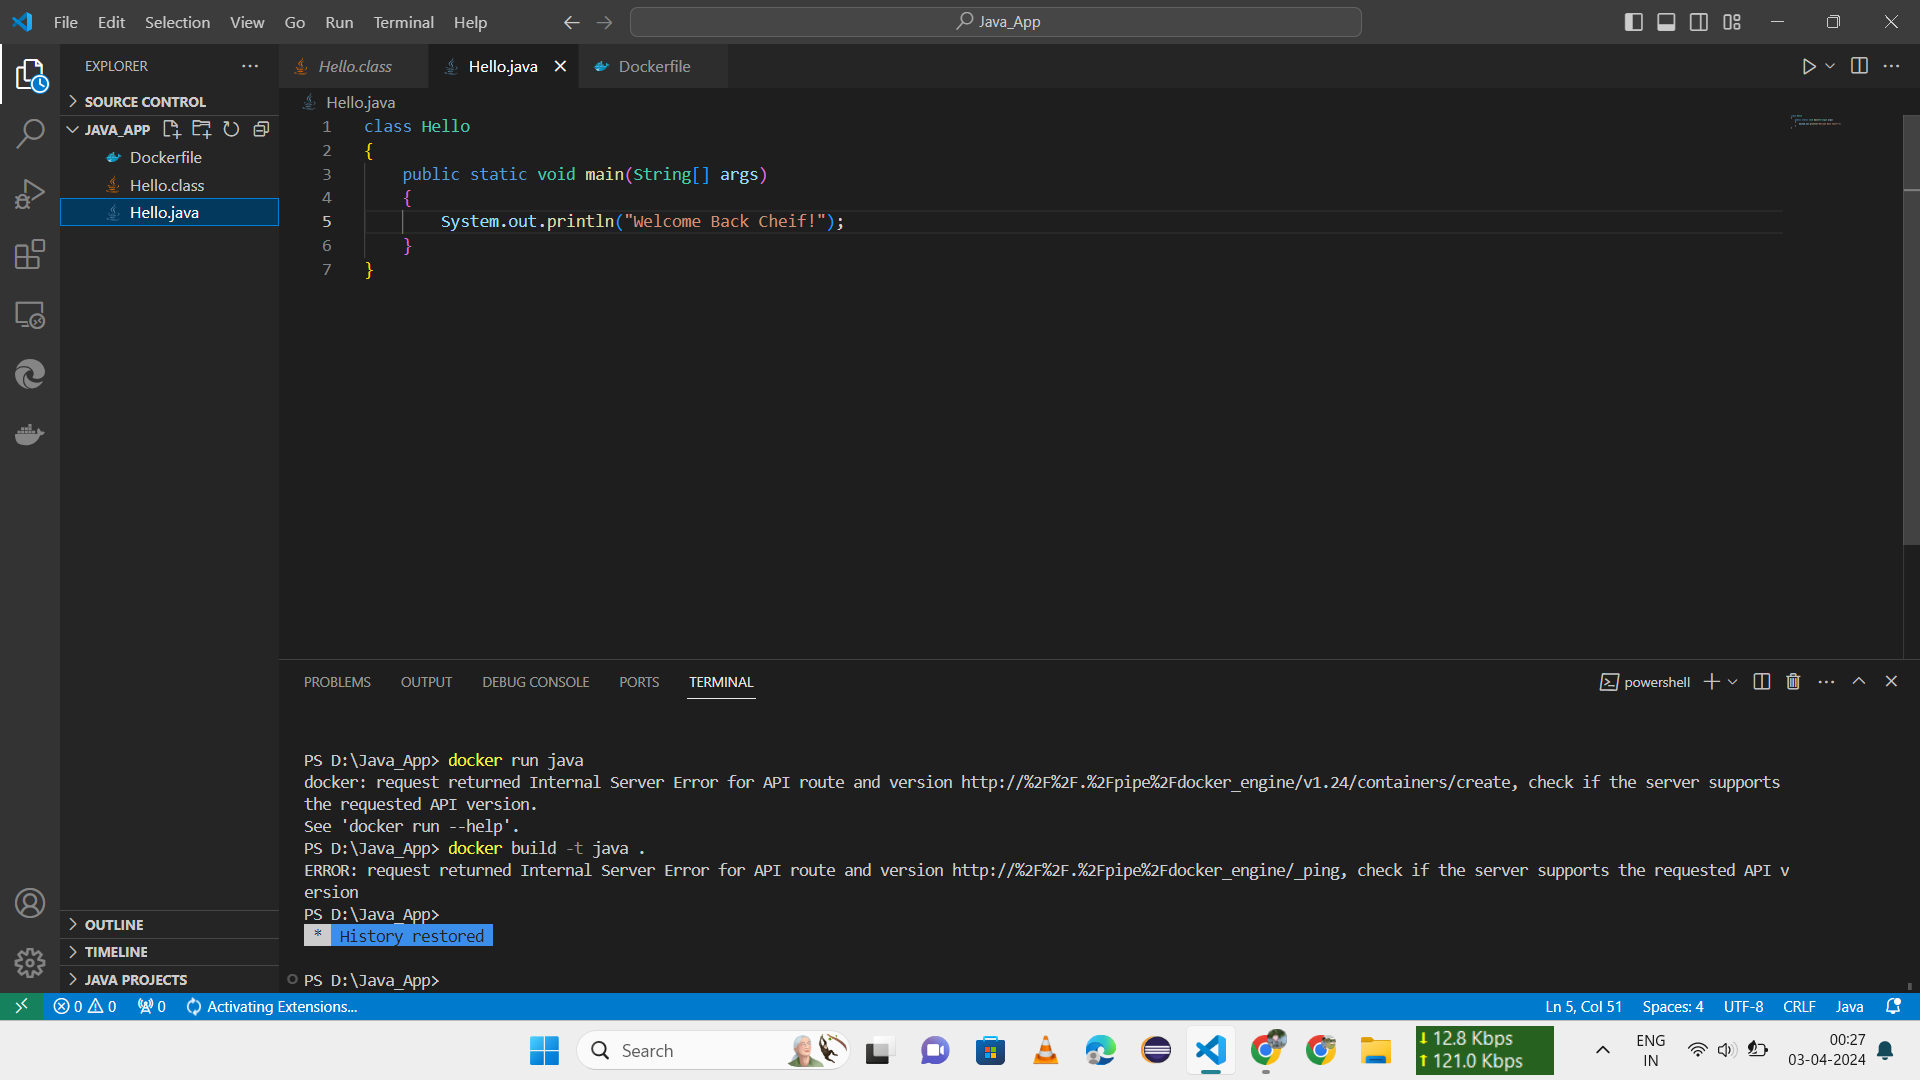 File Edit Selection View Go Run Terminal Help
Java_App
EXPLORER
SOURCE CONTROL
JAVA_APP
Dockerfile
Hello.class
Hello.java
Hello.class
Hello.java
Dockerfile
Hello.java
1 class Hello
2 {
3 public static void main(String[] args)
4 {
5 System.out.println("Welcome Back Cheif!");
6 }
7 }
PROBLEMS OUTPUT DEBUG CONSOLE PORTS TERMINAL
powershell
PS D:\Java_App> docker run java
docker: request returned Internal Server Error for API route and version http://%2F%2F.%2Fpipe%2Fdocker_engine/v1.24/containers/create, check if the server supports
the requested API version.
See 'docker run --help'.
PS D:\Java_App> docker build -t java .
ERROR: request returned Internal Server Error for API route and version http://%2F%2F.%2Fpipe%2Fdocker_engine/_ping, check if the server supports the requested API v
ersion
PS D:\Java_App>
* History restored
PS D:\Java_App>
OUTLINE
TIMELINE
JAVA PROJECTS
0 0 0 Activating Extensions...
Ln 5, Col 51 Spaces: 4 UTF-8 CRLF Java
Search
12.8 Kbps
121.0 Kbps
ENG
IN
00:27
03-04-2024